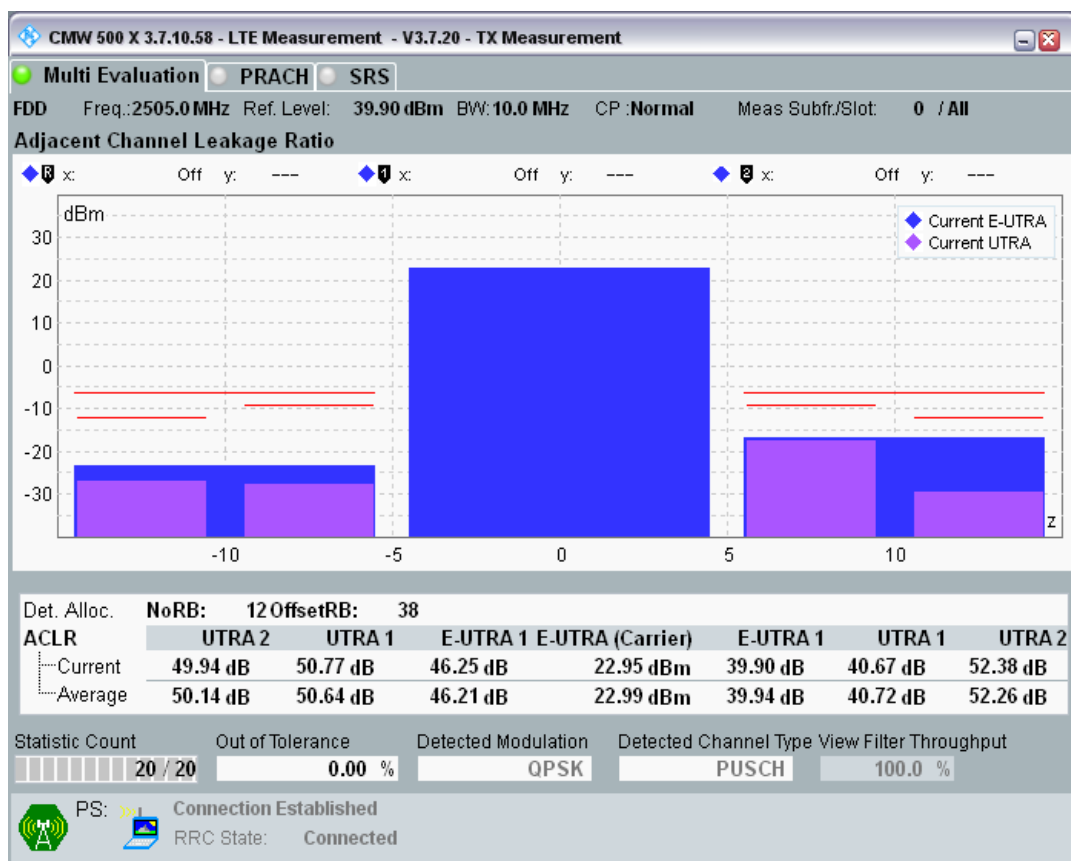 CMW 500 X 3.7.10.58 - LTE Measurement - V3.7.20 - TX Measurement
Multi Evaluation PRACH SRS
FDD Freq.:2505.0 MHz Ref. Level: 39.90 dBm BW: 10.0 MHz CP :Normal Meas Subfr./Slot: 0 / All
Adjacent Channel Leakage Ratio
R x: Off y: --- 1 x: Off y: --- 2 x: Off y: ---
dBm
Current E-UTRA
Current UTRA
30
20
10
0
-10
-20
-30
z
-10 -5 0 5 10
Det. Alloc. NoRB: 12 OffsetRB: 38
ACLR UTRA 2 UTRA 1 E-UTRA 1 E-UTRA (Carrier) E-UTRA 1 UTRA 1 UTRA 2
Current 49.94 dB 50.77 dB 46.25 dB 22.95 dBm 39.90 dB 40.67 dB 52.38 dB
Average 50.14 dB 50.64 dB 46.21 dB 22.99 dBm 39.94 dB 40.72 dB 52.26 dB
Statistic Count Out of Tolerance Detected Modulation Detected Channel Type View Filter Throughput
20 / 20 0.00 % QPSK PUSCH 100.0 %
PS: Connection Established
RRC State: Connected